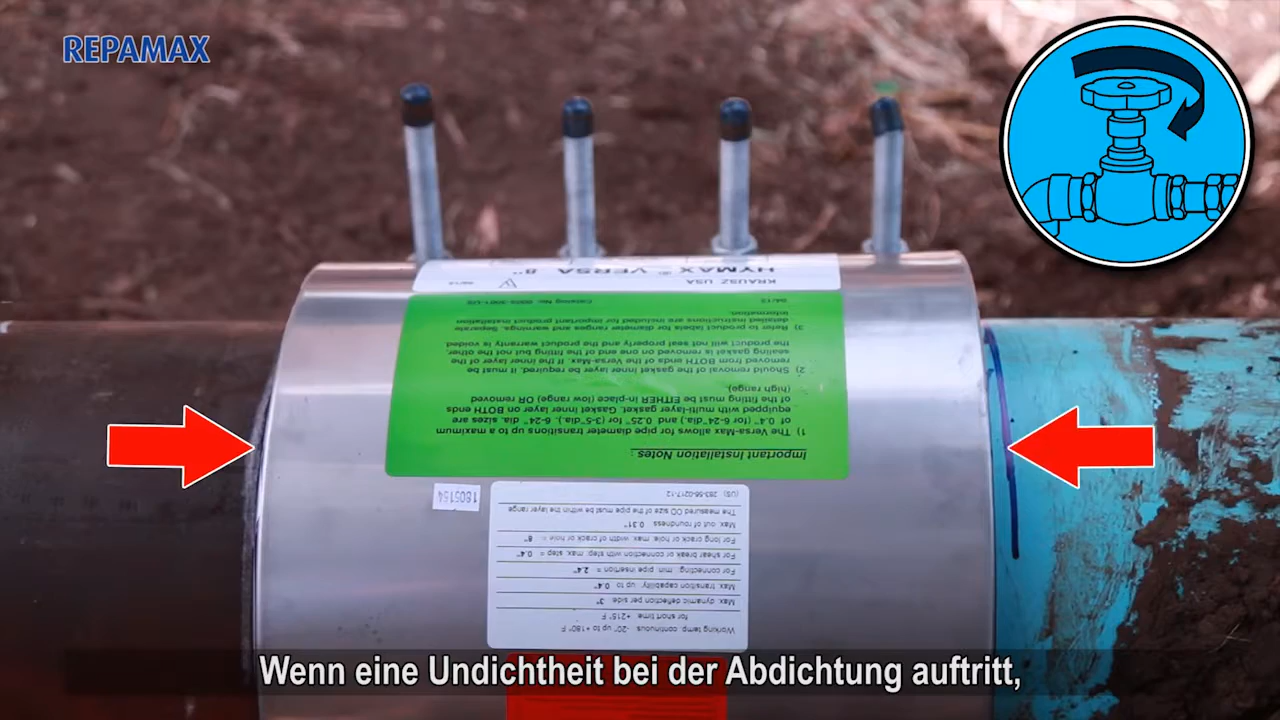 REPAMAX
HYMAX ® VERSA 8"
KRAUSZ USA
04/13
Important Installation Notes:
1) The Versa-Max allows for pipe diameter transitions up to a maximum
of 0.4" (for 6-24"dia.) and 0.25" for (3-5"dia.). 6-24" dia. sizes are
equipped with multi-layer gasket. Gasket inner layer on BOTH ends
of the fitting must be EITHER in-place (low range) OR removed
(high range)
2) Should removal of the gasket inner layer be required, it must be
removed from BOTH ends of the Versa-Max. If the inner layer of the
sealing gasket is removed on one end of the fitting but not the other,
the product will not seal properly and the product warranty is voided
3) Refer to product labels for diameter ranges and warnings. Separate
detailed instructions are included for important product installation
information.
1805154
Working temp. continuous: -20° up to +180° F
for short time: +215° F
Max. dynamic deflection per side: 3°
Max. transition capability: up to 0.4"
For connecting: min. pipe insertion = 2.4"
For shear break or connection with step: max. step = 0.4"
For long crack or hole: max. width of crack or hole = 8"
Max. out of roundness: 0.31"
The measured OD size of the pipe must be within the layer range
Wenn eine Undichtheit bei der Abdichtung auftritt,